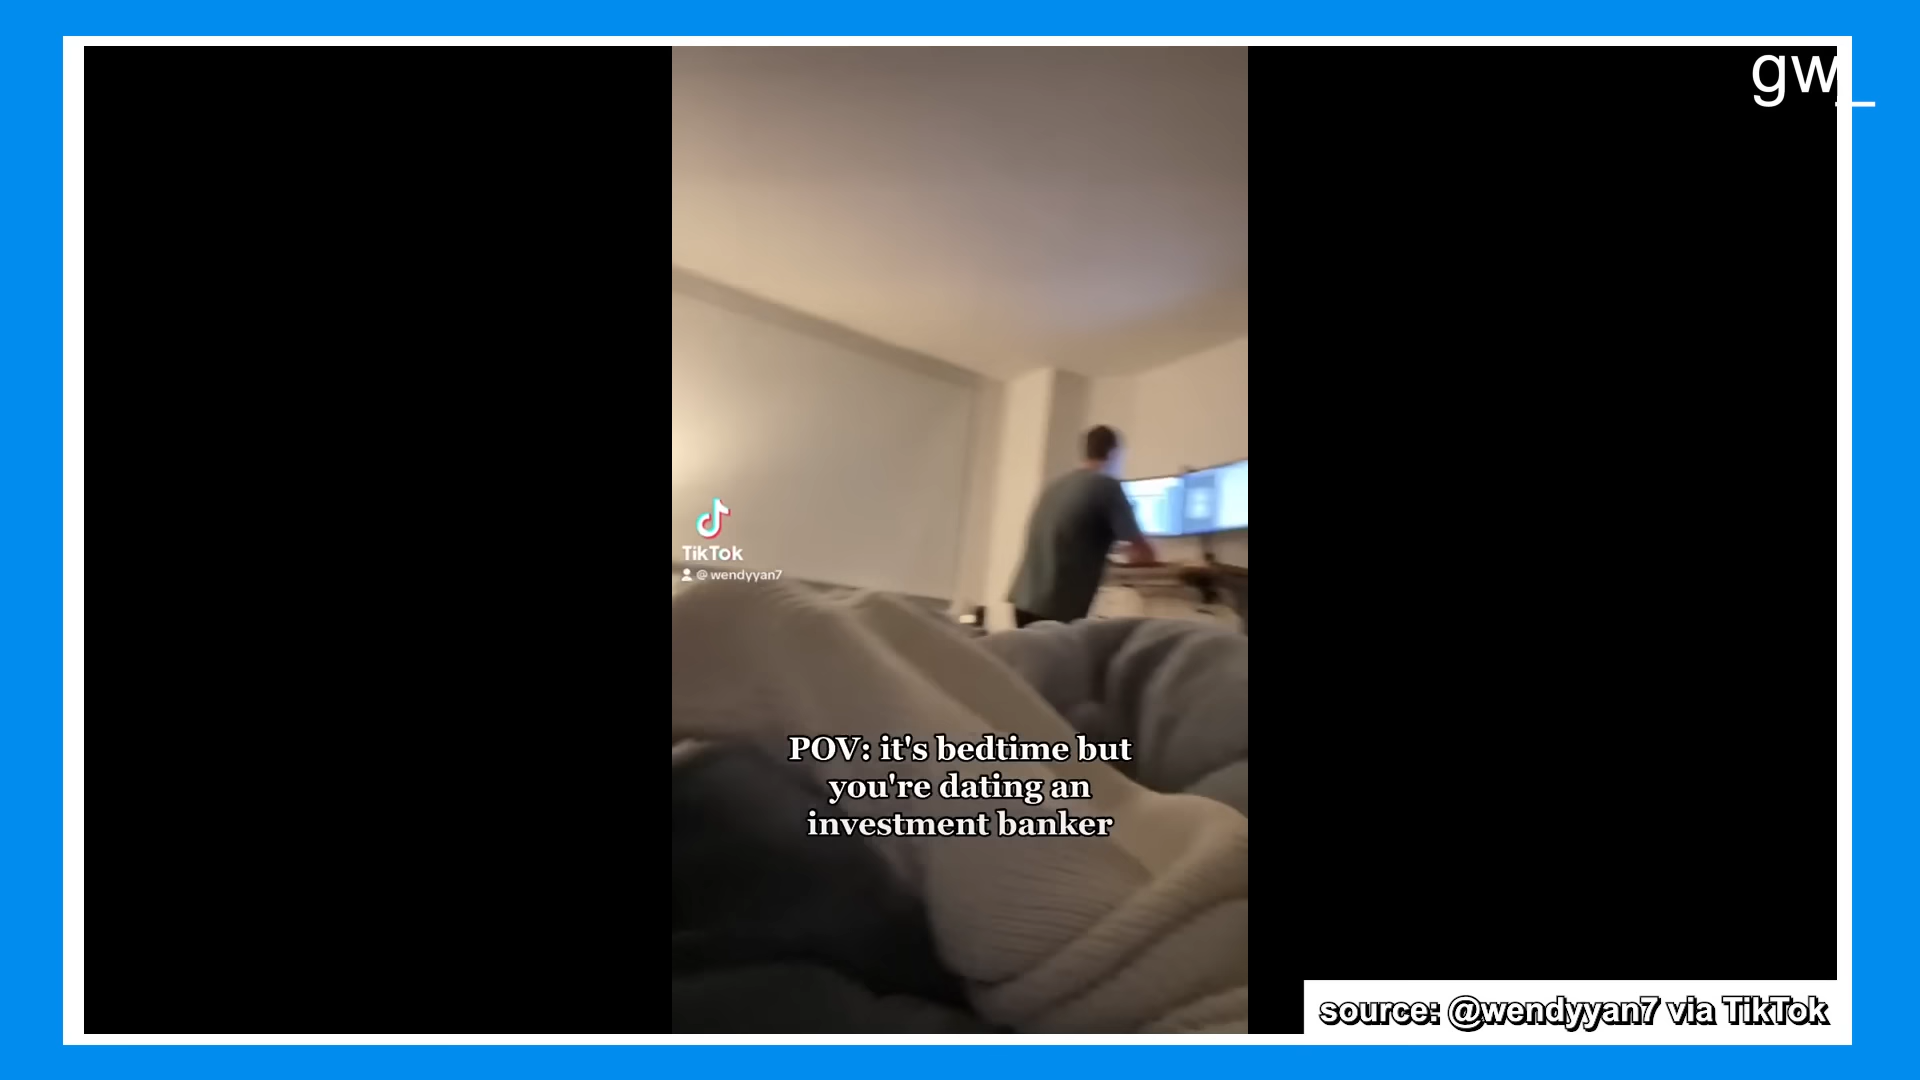 gw_
TikTok
@wendyyan7
POV: it's bedtime but
you're dating an
investment banker
source: @wendyyan7 via TikTok